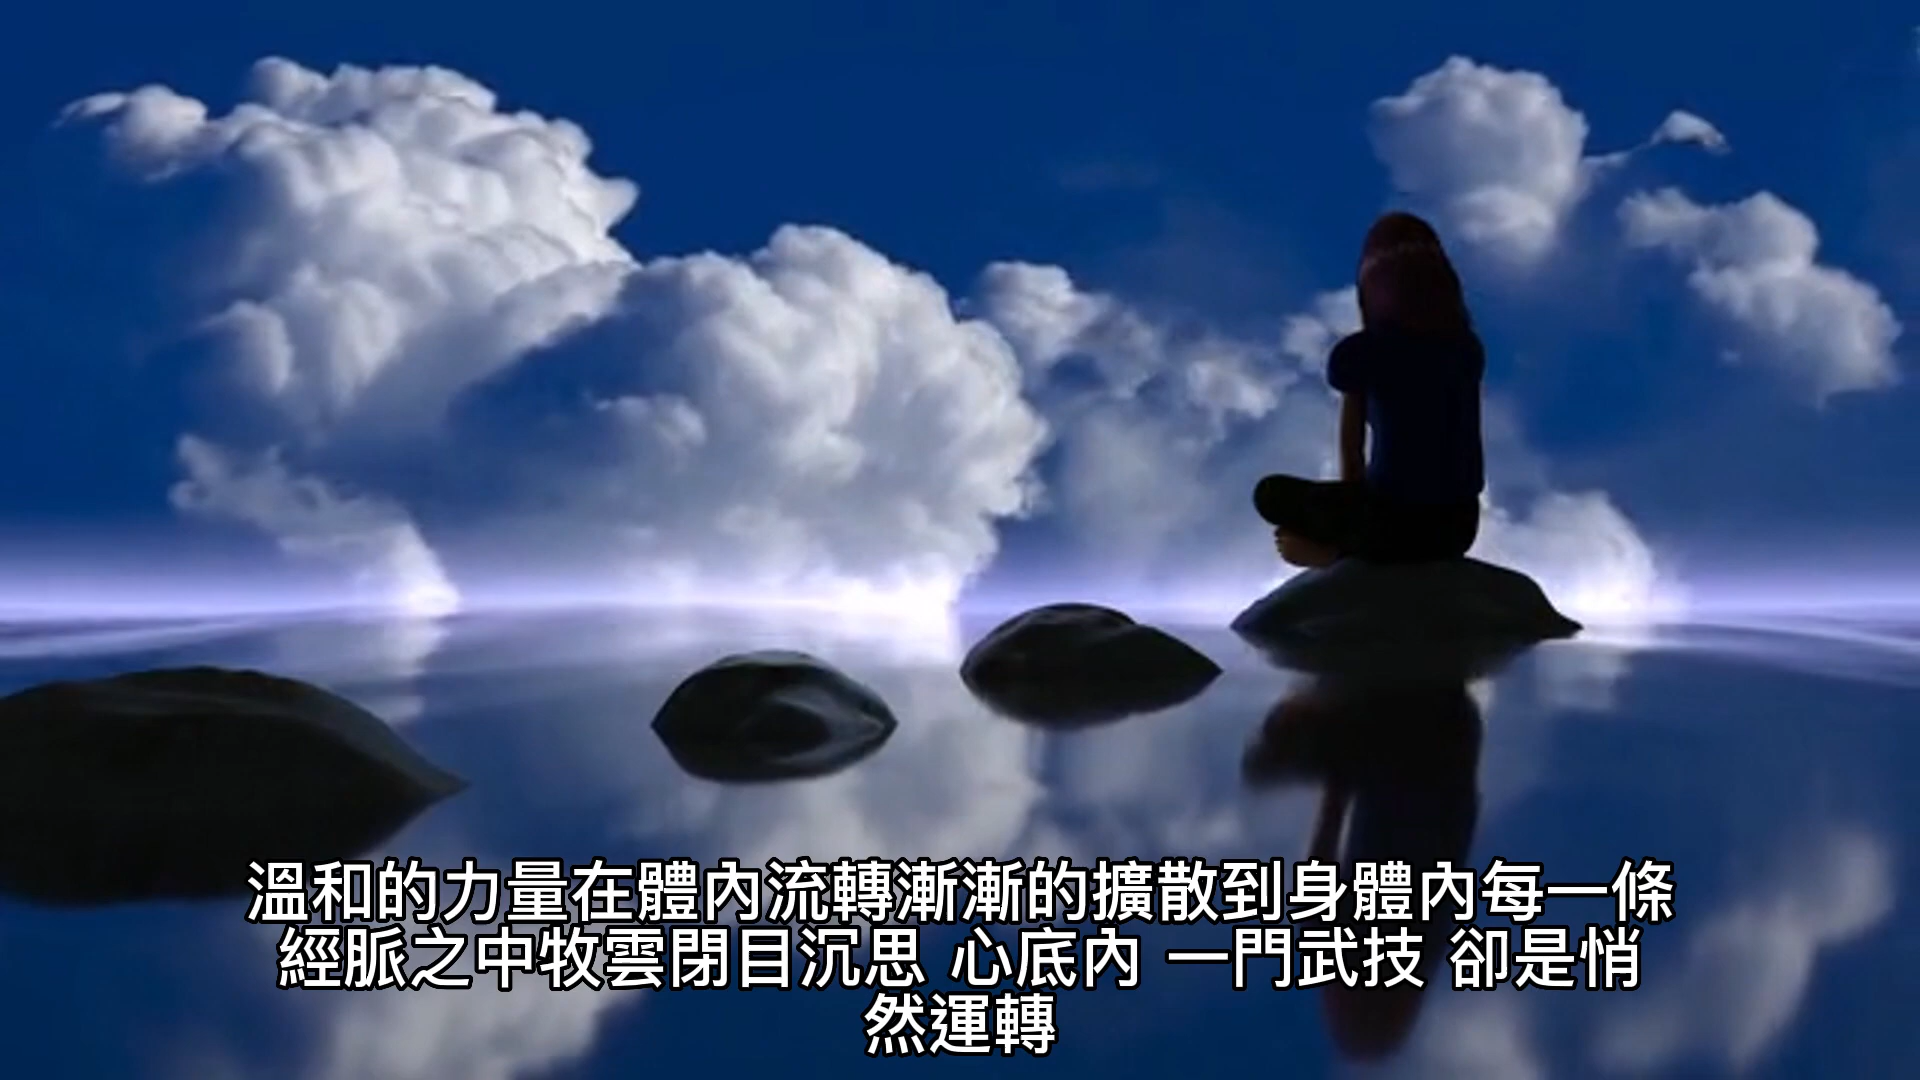 溫和的力量在體內流轉漸漸的擴散到身體內每一條
經脈之中牧雲閉目沉思 心底內 一門武技 卻是悄
然運轉